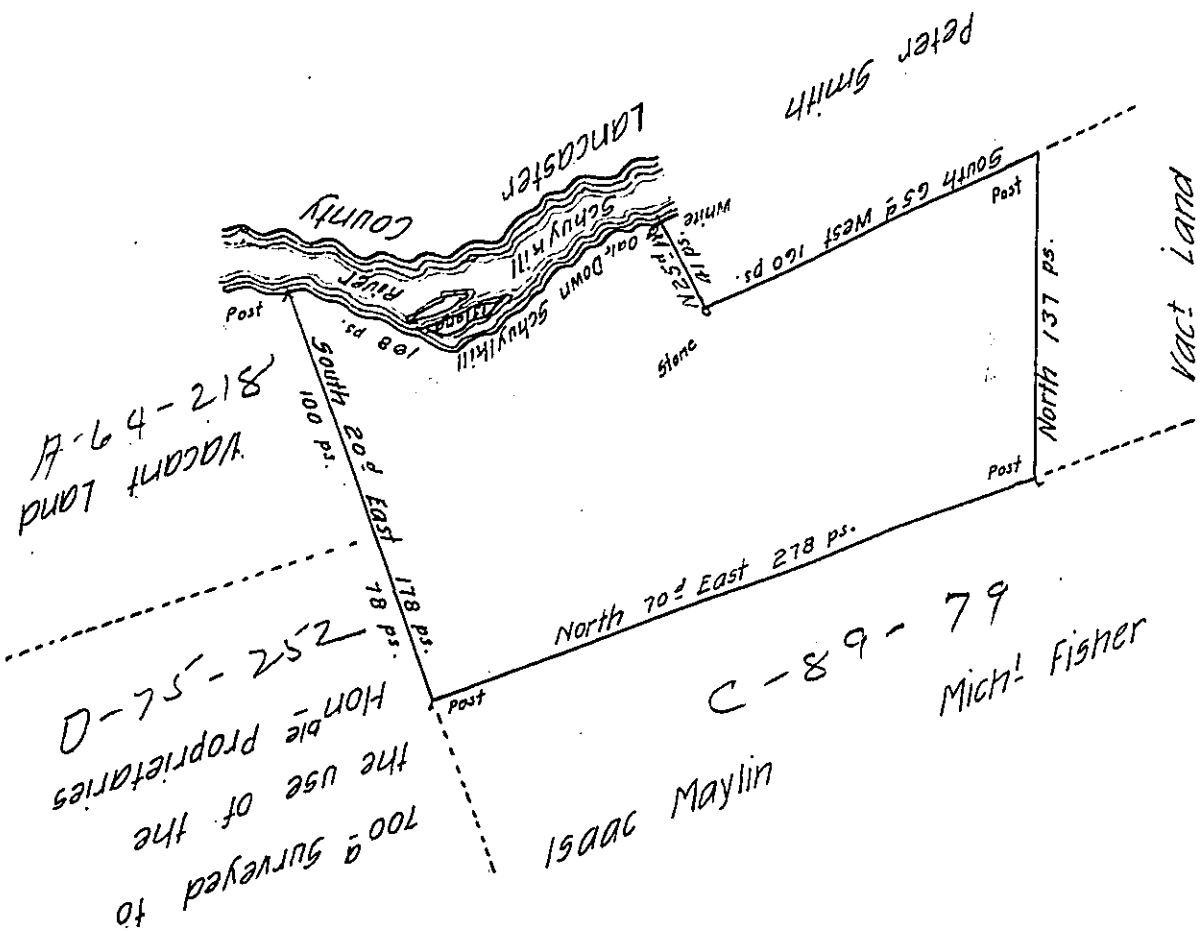 Peter Smith
Lancaster
County
Schuylkill
River
Island
South 65d West 160 ps.
Post
North 137 ps.
Vact Land
White
Oak Down
Schuylkill
108 ps.
41 ps.
Stone
Post
South 20d East 178 ps.
100 ps.
78 ps.
A-64-218
Vacant Land
Post
North 70d East 278 ps.
Post
D-75-252
700a Surveyed to
the use of the
Honble Proprietaries
C-89-79
Michl Fisher
Isaac Maylin